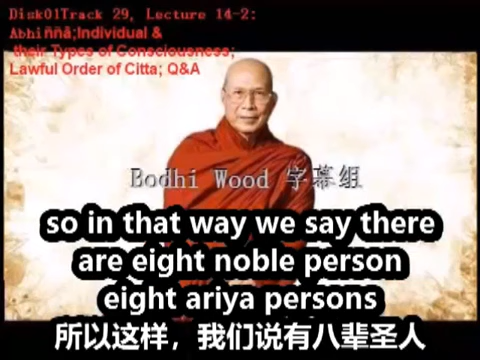 Disk01Track 29, Lecture 14-2:
Abhiññā;Individual &
their Types of Consciousness;
Lawful Order of Citta; Q&A
Bodhi Wood 字幕组
so in that way we say there
are eight noble person
eight ariya persons
所以这样，我们说有八辈圣人